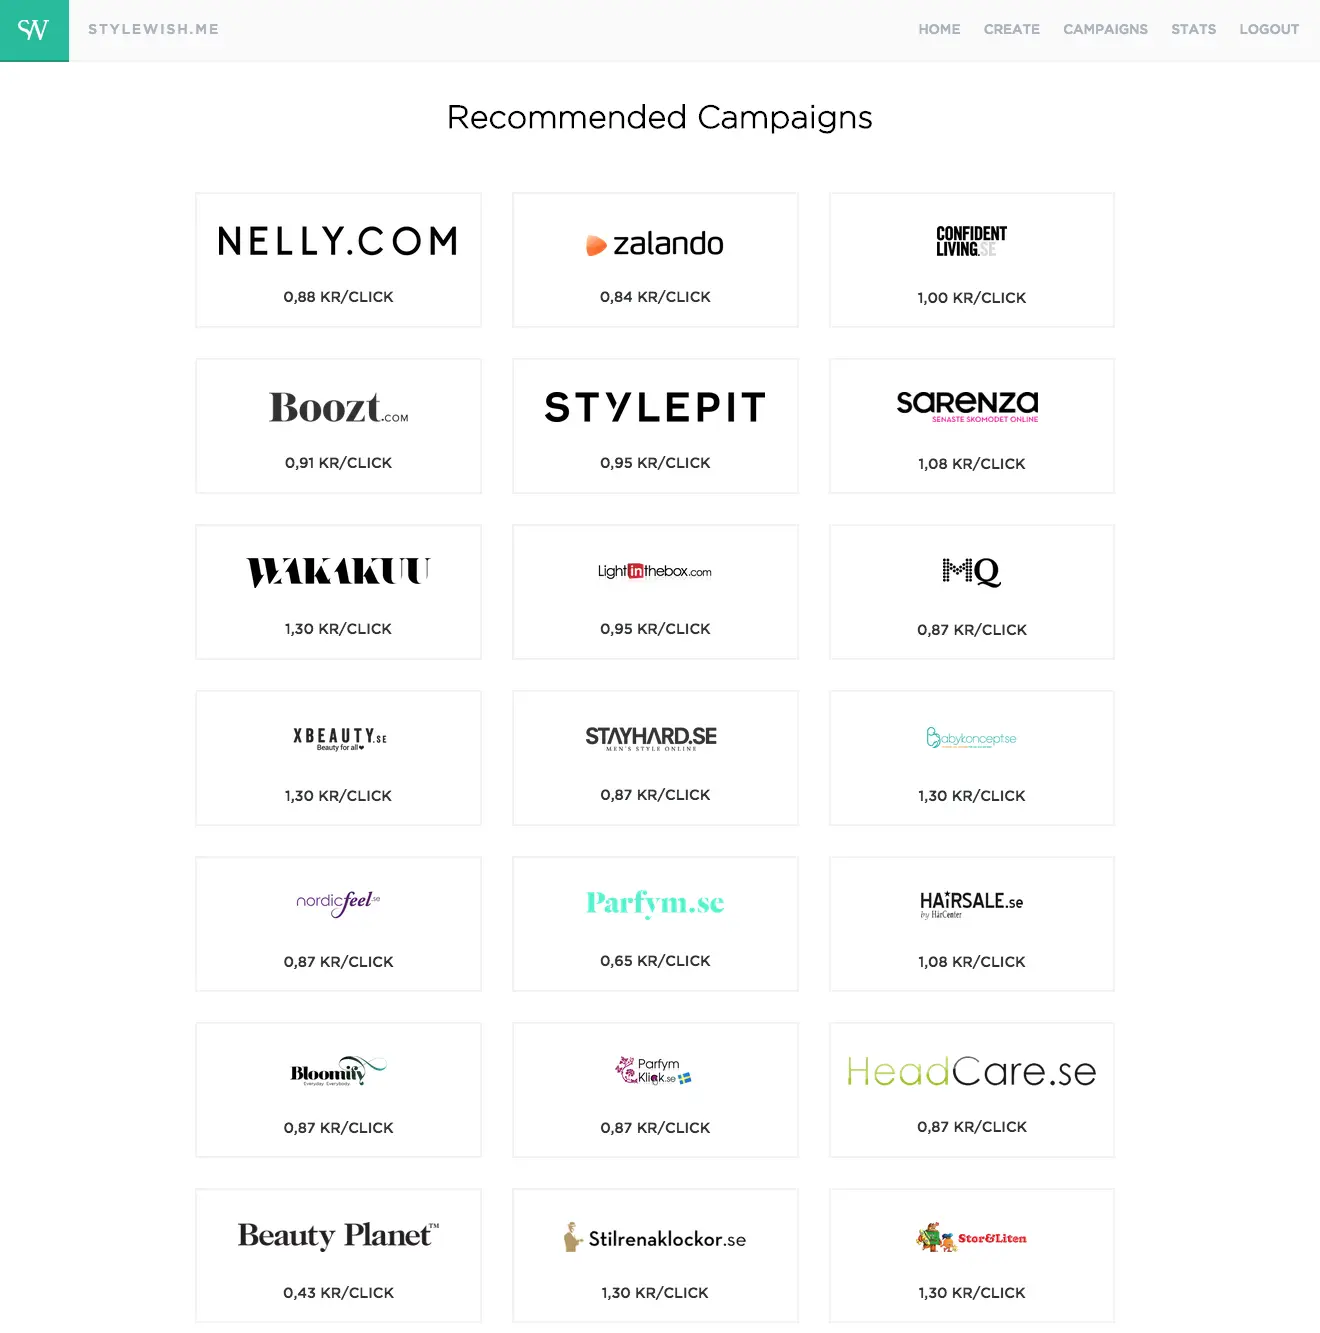 SW STYLEWISH.ME HOME CREATE CAMPAIGNS STATS LOGOUT
Recommended Campaigns
NELLY.COM
0,88 KR/CLICK
zalando
0,84 KR/CLICK
CONFIDENT
LIVING.SE
1,00 KR/CLICK
Boozt.COM
0,91 KR/CLICK
STYLEPIT
0,95 KR/CLICK
sarenza
SENASTE SKOMODET ONLINE
1,08 KR/CLICK
WAKAKUU
1,30 KR/CLICK
Lightinthebox.com
0,95 KR/CLICK
MQ
0,87 KR/CLICK
XBEAUTY.SE
Beauty for all
1,30 KR/CLICK
STAYHARD.SE
MEN'S STYLE ONLINE
0,87 KR/CLICK
Babykoncept.se
1,30 KR/CLICK
nordicfeel.se
0,87 KR/CLICK
Parfym.se
0,65 KR/CLICK
HAIRSALE.se
by HårCenter
1,08 KR/CLICK
Bloomify
Everyday. Everybody.
0,87 KR/CLICK
Parfym
Klick.se
0,87 KR/CLICK
HeadCare.se
0,87 KR/CLICK
Beauty Planet™
0,43 KR/CLICK
Stilrenaklockor.se
1,30 KR/CLICK
Stor&Liten
1,30 KR/CLICK